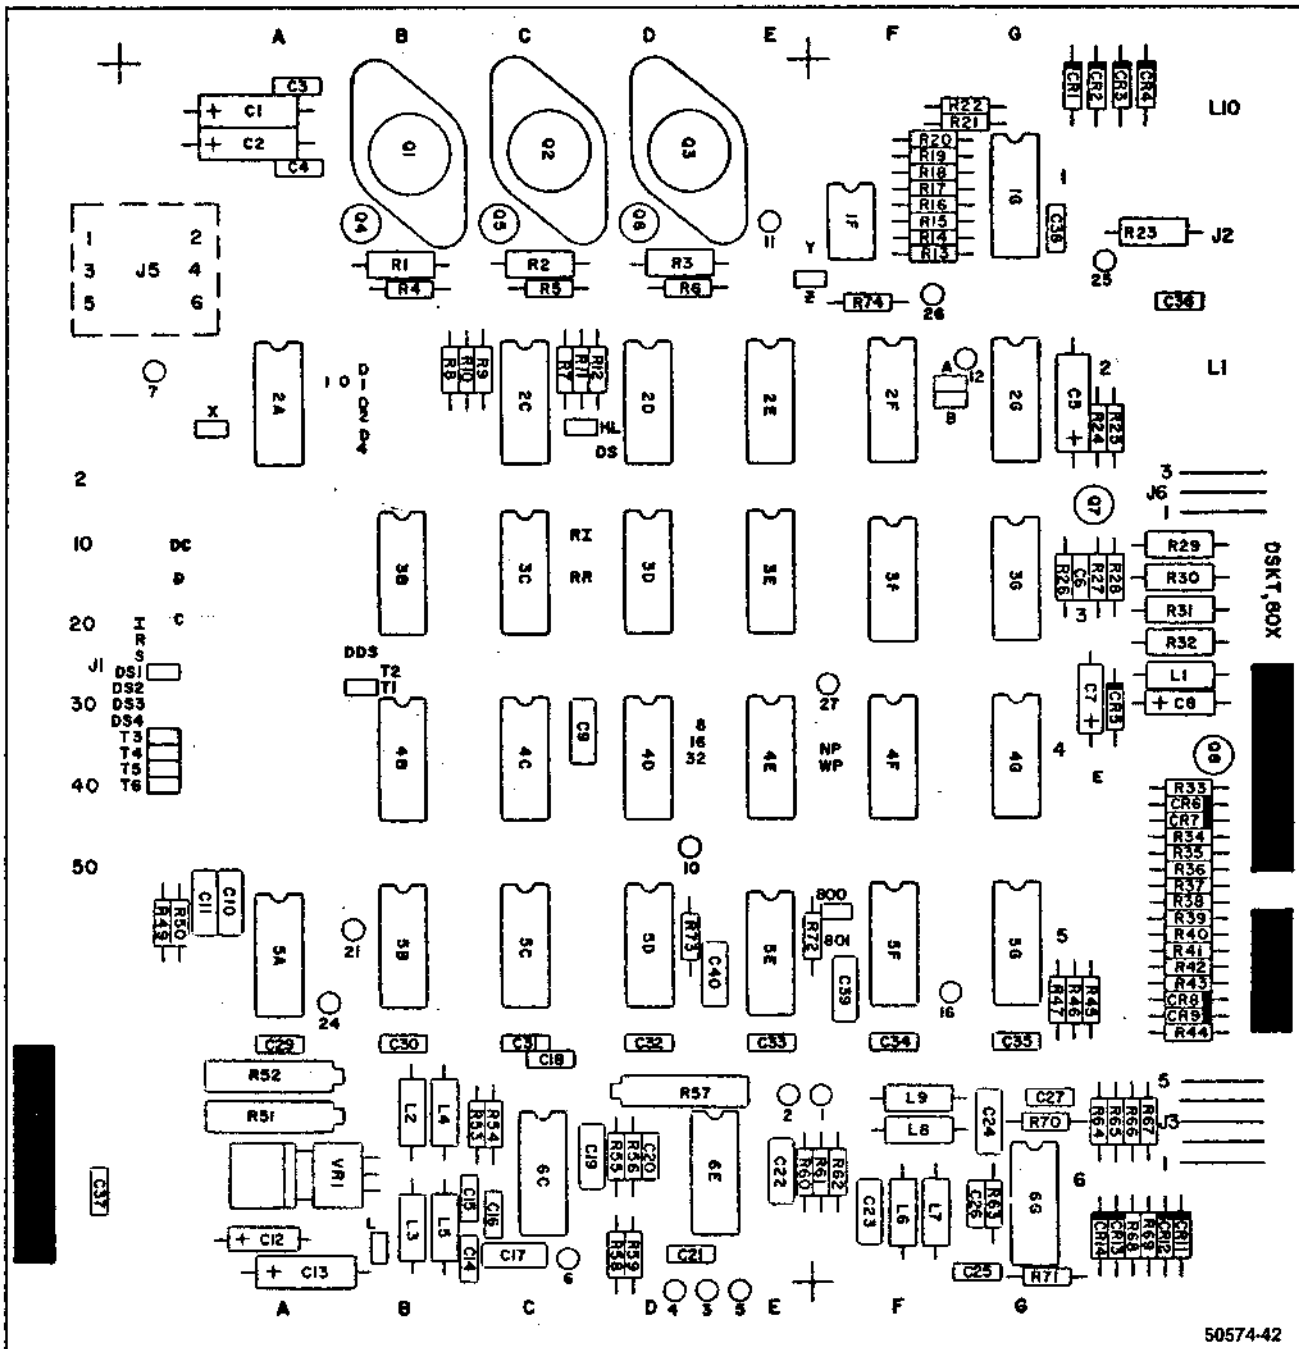 A B C D E F G
C3
C1
C2
C4
Q1 Q2 Q3
CR1 CR2 CR3 CR4
L10
R22
R21
R20
R19
R18
R17
R16
R15
R14
R13
1F
1G
1
C38
R23
J2
Q4 Q5 Q6
11
Y
Z
25
C36
1 2
3 J5 4
5 6
R1 R2 R3
R4 R5 R6
R74
26
7
X
2A
1 0
D1 D2 D4
R8 R10 R9
2C
R7 R11 R12
HL
DS
2D
2E
2F
A
B
12
2G
C5
2
R24 R25
L1
2
3
J6
1
Q7
10
DC
D
C
20
3B
3C
RI
RR
3D
3E
3F
3G
R26 C6 R27 R28
3
R29
R30
R31
R32
L1
C8
DSKT,80X
I
R
S
J1
DS1
DS2
DS3
DS4
30
T3
T4
T5
T6
40
DDS
T2
T1
4B
4C
C9
4D
8
16
32
4E
27
NP
WP
4F
4G
4
C7
CR5
E
Q8
R33
CR6
CR7
R34
R35
R36
R37
R38
R39
R40
R41
R42
R43
CR8
CR9
R44
50
10
R49 R50
C11 C10
5A
21
24
5B
5C
5D
R73
C40
5E
R72
800
801
C39
5F
16
5G
5
R47 R46 R45
C29 C30 C31 C32 C33 C34 C35
C18
R52
R51
VR1
C37
C12
C13
L2 L4
L3 L5
L
R53 R54
C15
C16
C14
C17
6C
6
C19
R55 R56 C20
R57
6E
R58 R59
C21
4 3 5
2 1
C22
R60 R61 R62
L9
L8
C23
L6 L7
C24
C27
R70
C26 R63
6G
C25
R71
R64 R65 R66 R67
5
J3
1
6
CR14 CR13 R68 R69 CR12 CR11
A B C D E F G
50574-42